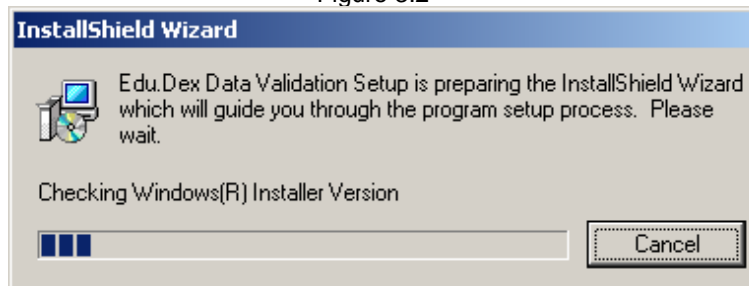 InstallShield Wizard
Edu.Dex Data Validation Setup is preparing the InstallShield Wizard
which will guide you through the program setup process.  Please
wait.
Checking Windows(R) Installer Version
Cancel